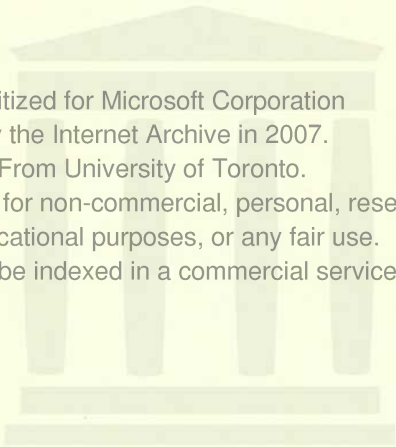 itized for Microsoft Corporation
the Internet Archive in 2007.
From University of Toronto.
for non-commercial, personal, rese
cational purposes, or any fair use.
be indexed in a commercial service